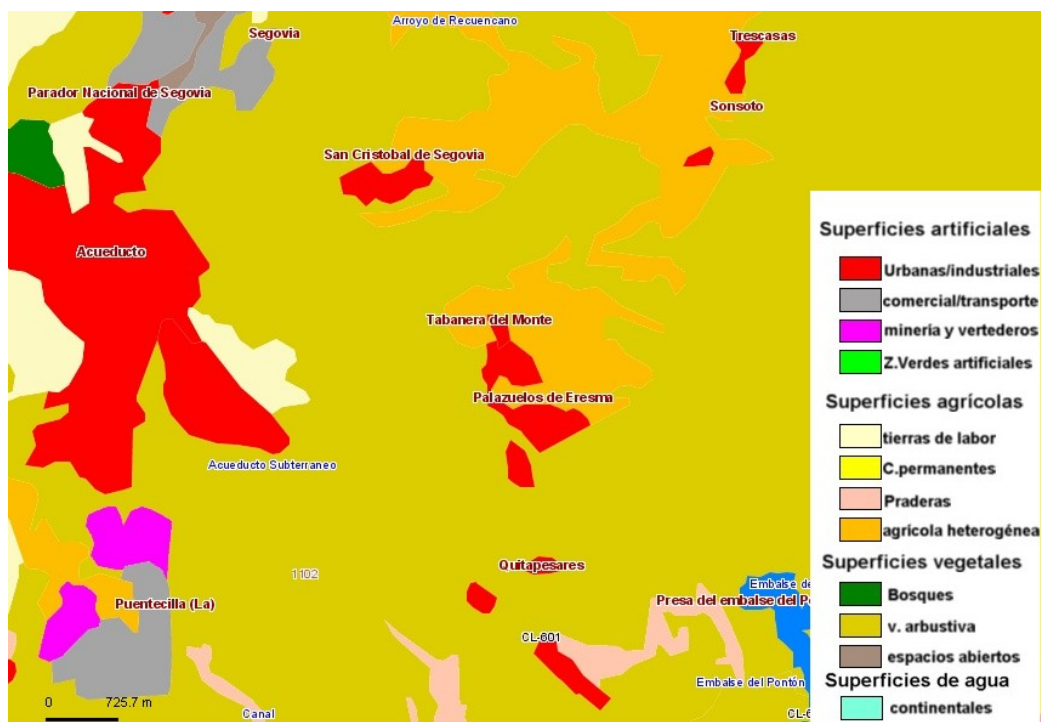 Arroyo de Recuencano
Segovia
Trescasas
Parador Nacional de Segovia
Sonsoto
San Cristobal de Segovia
Acueducto
Tabanera del Monte
Palazuelos de Eresma
Acueducto Subterraneo
1102
Quitapesares
Embalse de
Puentecilla (La)
Presa del embalse del
CL-601
Embalse del Pontón
Canal
0 725.7 m
Superficies artificiales
Urbanas/industriales
comercial/transporte
minería y vertederos
Z.Verdes artificiales
Superficies agrícolas
tierras de labor
C.permanentes
Praderas
agrícola heterogénea
Superficies vegetales
Bosques
v. arbustiva
espacios abiertos
Superficies de agua
continentales